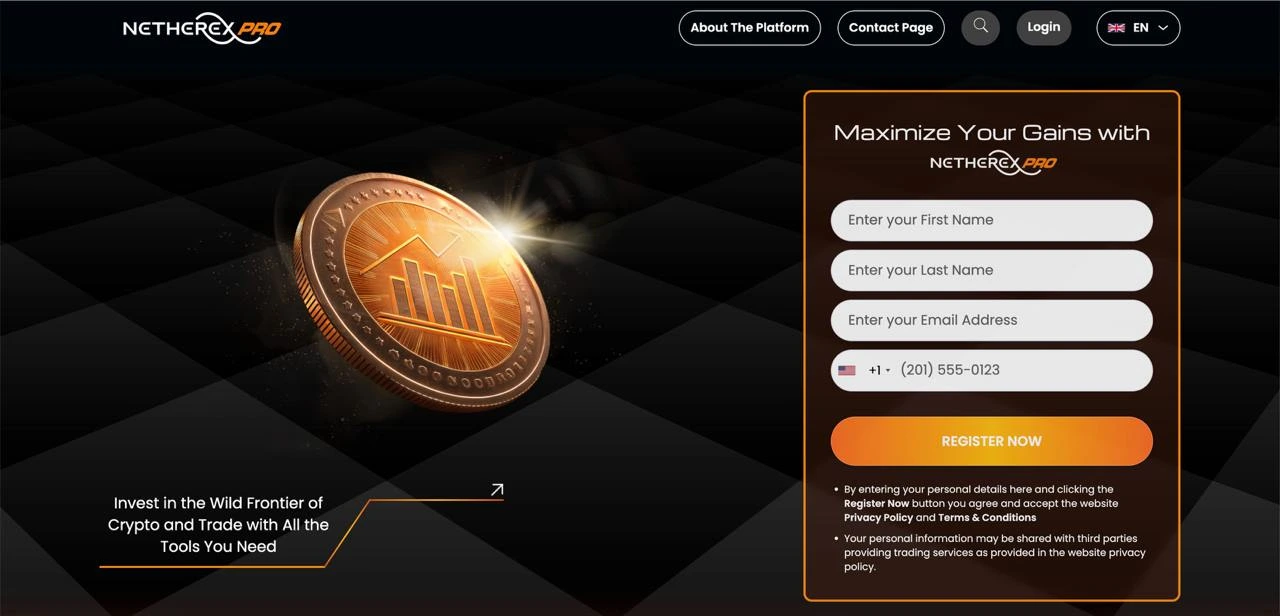 NETHEREX PRO
About The Platform
Contact Page
Login
EN
Maximize Your Gains with
NETHEREX PRO
Enter your First Name
Enter your Last Name
Enter your Email Address
+1 (201) 555-0123
REGISTER NOW
• By entering your personal details here and clicking the
Register Now button you agree and accept the website
Privacy Policy and Terms & Conditions
• Your personal information may be shared with third parties
providing trading services as provided in the website privacy
policy.
Invest in the Wild Frontier of
Crypto and Trade with All the
Tools You Need